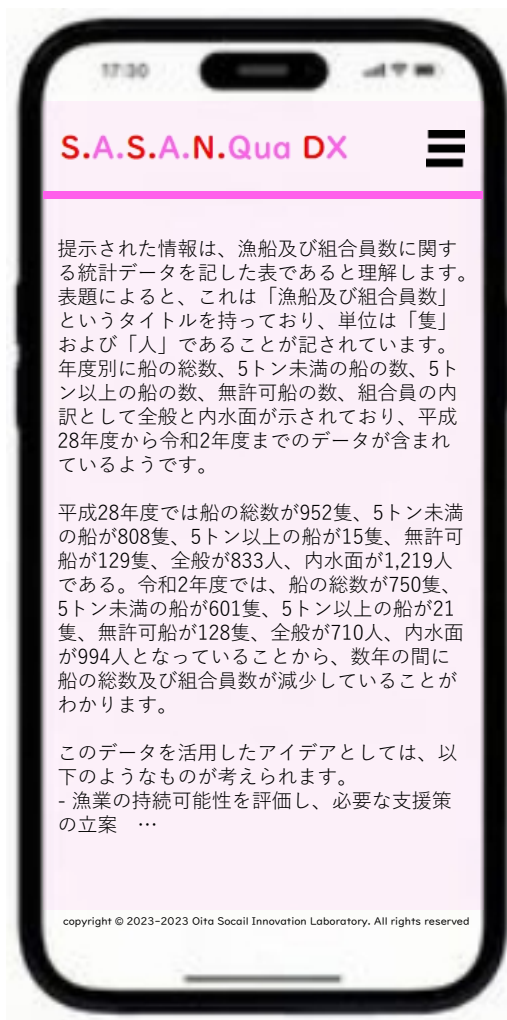 17:30
S.A.S.A.N.Qua DX
提示された情報は、漁船及び組合員数に関す
る統計データを記した表であると理解します。
表題によると、これは「漁船及び組合員数」
というタイトルを持っており、単位は「隻」
および「人」であることが記されています。
年度別に船の総数、5トン未満の船の数、5ト
ン以上の船の数、無許可船の数、組合員の内
訳として全般と内水面が示されており、平成
28年度から令和2年度までのデータが含まれ
ているようです。
平成28年度では船の総数が952隻、5トン未満
の船が808隻、5トン以上の船が15隻、無許可
船が129隻、全般が833人、内水面が1,219人
である。令和2年度では、船の総数が750隻、
5トン未満の船が601隻、5トン以上の船が21
隻、無許可船が128隻、全般が710人、内水面
が994人となっていることから、数年の間に
船の総数及び組合員数が減少していることが
わかります。
このデータを活用したアイデアとしては、以
下のようなものが考えられます。
- 漁業の持続可能性を評価し、必要な支援策
の立案　…
copyright © 2023-2023 Oita Socail Innovation Laboratory. All rights reserved